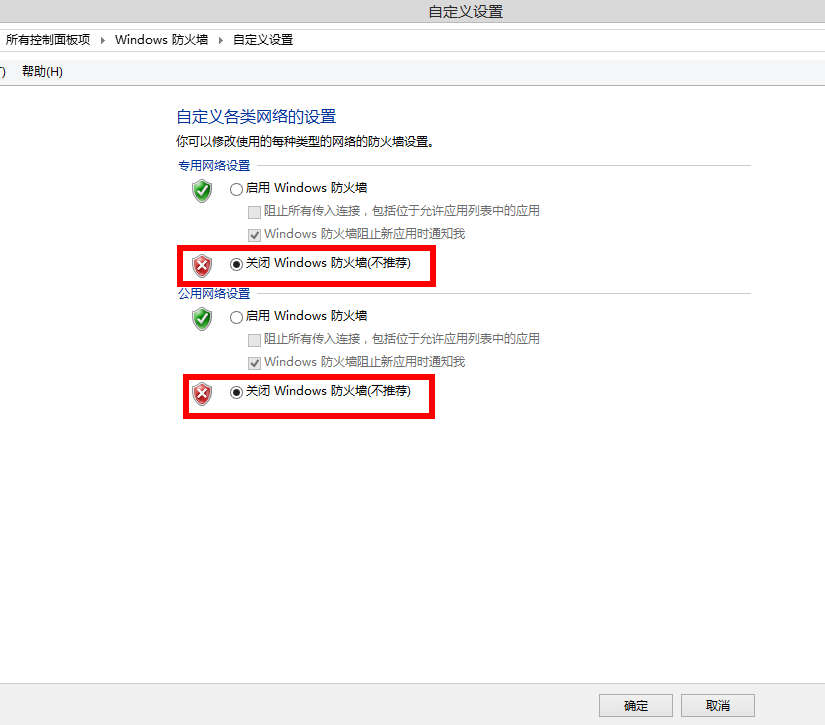 自定义设置
所有控制面板项 Windows 防火墙 自定义设置
帮助(H)
自定义各类网络的设置
你可以修改使用的每种类型的网络的防火墙设置。
专用网络设置
启用 Windows 防火墙
阻止所有传入连接，包括位于允许应用列表中的应用
Windows 防火墙阻止新应用时通知我
关闭 Windows 防火墙(不推荐)
公用网络设置
启用 Windows 防火墙
阻止所有传入连接，包括位于允许应用列表中的应用
Windows 防火墙阻止新应用时通知我
关闭 Windows 防火墙(不推荐)
确定 取消